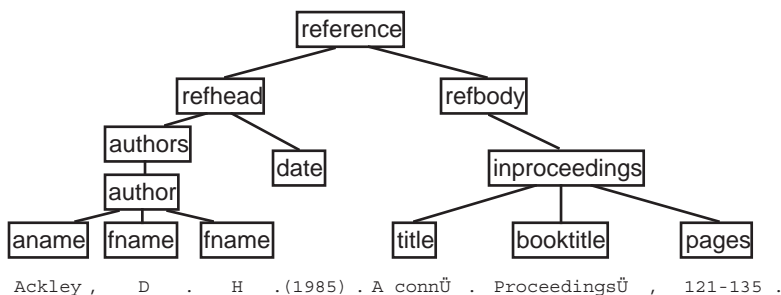 reference
refhead refbody
authors date inproceedings
author
aname fname fname title booktitle pages
Ackley , D . H .(1985) . A connÜ . ProceedingsÜ , 121-135 .